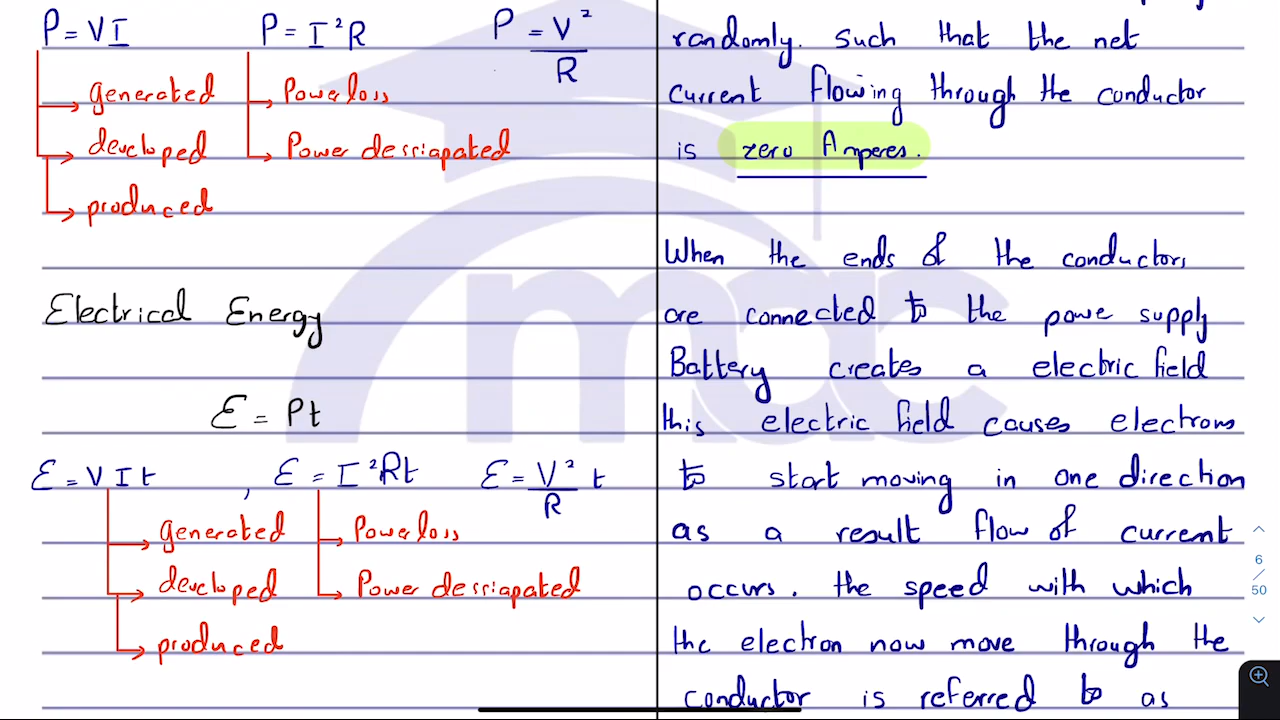 P = VI P = I²R P = V²/R
generated Power loss
developed Power dessiapated
produced
Electrical Energy
Ɛ = Pt
Ɛ = V I t , Ɛ = I²Rt Ɛ = V²/R t
generated Power loss
developed Power dessiapated
produced
randomly. Such that the net
current flowing through the conductor
is zero Amperes.
When the ends of the conductors
are connected to the powe supply
Battery creates a electric field
this electric field causes electrons
to start moving in one direction
as a result flow of current
occurs. the speed with which
the electron now move through the
conductor is referred to as
mac
6
/
50